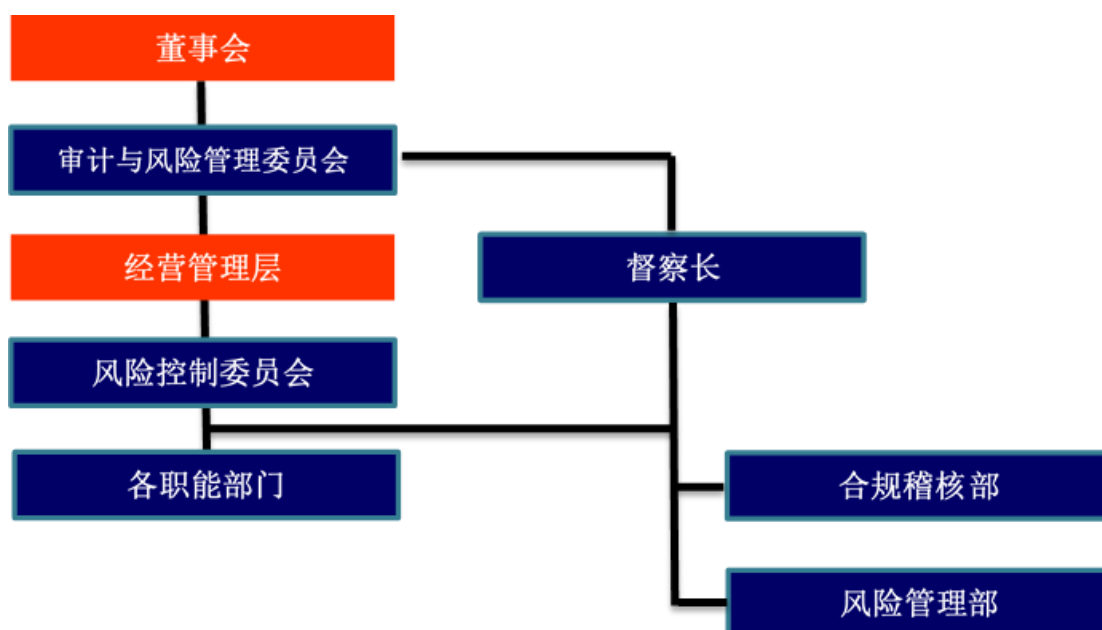 董事会
审计与风险管理委员会
经营管理层
督察长
风险控制委员会
各职能部门
合规稽核部
风险管理部